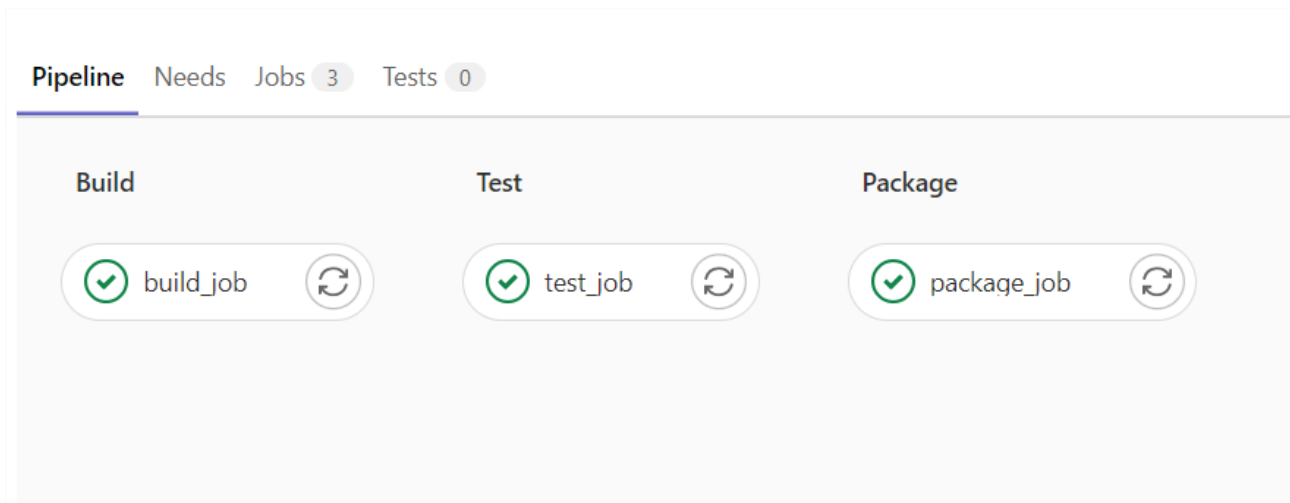 Pipeline Needs Jobs 3 Tests 0
Build Test Package
build_job test_job package_job